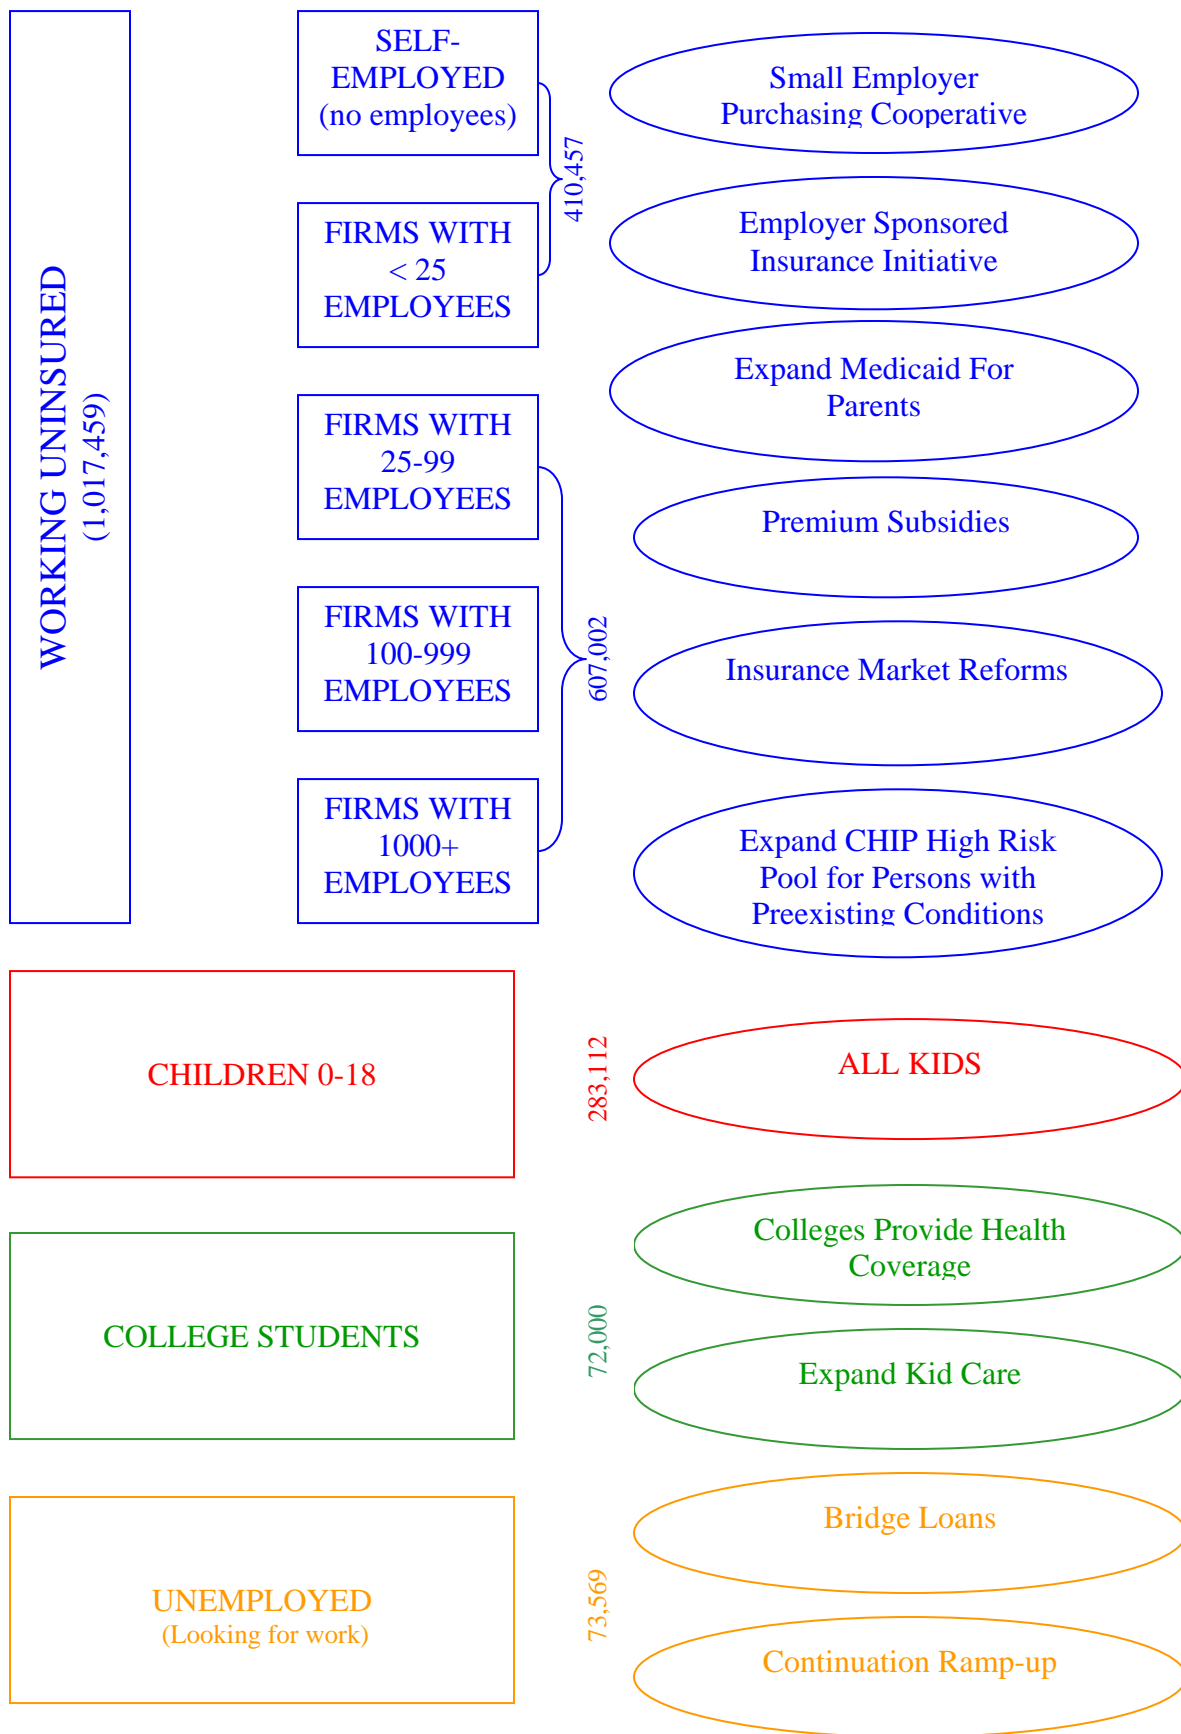 WORKING UNINSURED
(1,017,459)
SELF-
EMPLOYED
(no employees)
FIRMS WITH
< 25
EMPLOYEES
410,457
FIRMS WITH
25-99
EMPLOYEES
FIRMS WITH
100-999
EMPLOYEES
FIRMS WITH
1000+
EMPLOYEES
607,002
Small Employer
Purchasing Cooperative
Employer Sponsored
Insurance Initiative
Expand Medicaid For
Parents
Premium Subsidies
Insurance Market Reforms
Expand CHIP High Risk
Pool for Persons with
Preexisting Conditions
CHILDREN 0-18
283,112
ALL KIDS
COLLEGE STUDENTS
72,000
Colleges Provide Health
Coverage
Expand Kid Care
UNEMPLOYED
(Looking for work)
73,569
Bridge Loans
Continuation Ramp-up